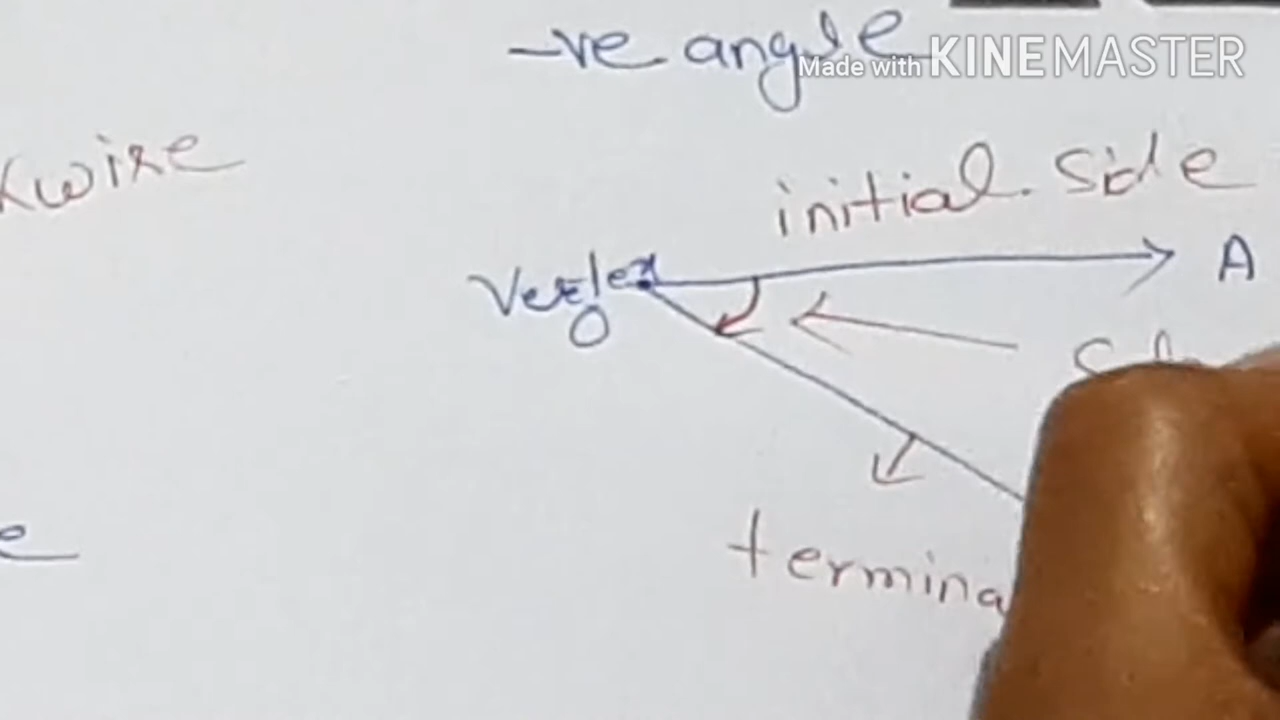 -ve angle
Made with KINEMASTER
kwise
initial side
Vertex
A
O
termina
e